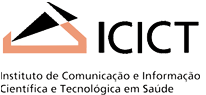 ICICT
Instituto de Comunicação e Informação
Científica e Tecnológica em Saúde